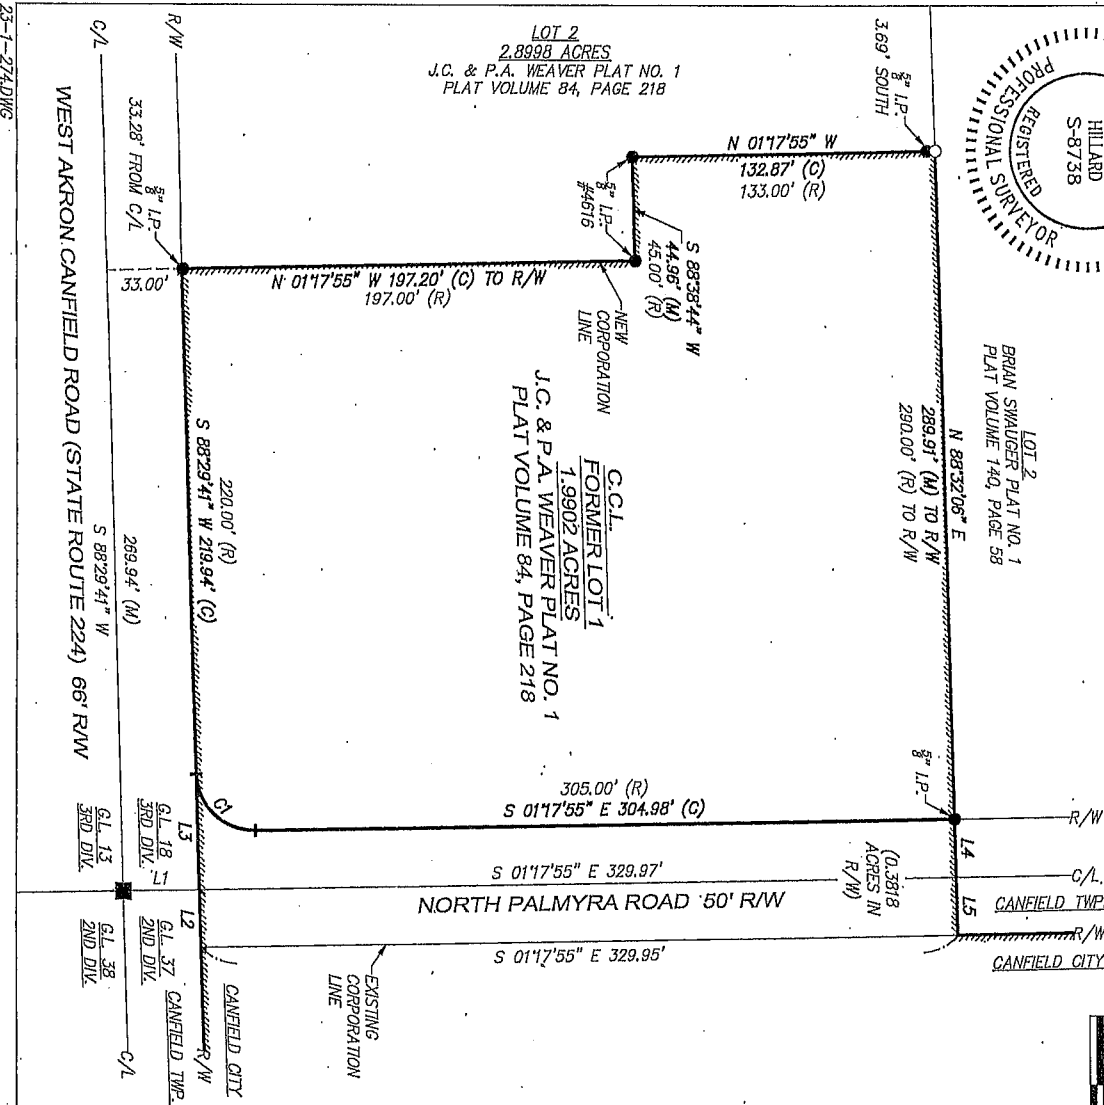 23-1-274.DWG
HILLARD
S-8738
REGISTERED
PROFESSIONAL SURVEYOR
LOT 2
2.8998 ACRES
J.C. & P.A. WEAVER PLAT NO. 1
PLAT VOLUME 84, PAGE 218
3.69' SOUTH
5/8" I.P.
N 01°17'55" W
132.87' (C)
133.00' (R)
5/8" I.P.
#4616
S 88°38'44" W
44.96' (M)
45.00' (R)
LOT 2
BRIAN SWAUGER PLAT NO. 1
PLAT VOLUME 140, PAGE 58
N 88°32'06" E
289.91' (M) TO R/W
290.00' (R) TO R/W
R/W
C/L
33.28' FROM C/L
5/8" I.P.
33.00'
N 01°17'55" W 197.20' (C) TO R/W
197.00' (R)
NEW
CORPORATION
LINE
C.C.L.
FORMER LOT 1
1.9902 ACRES
J.C. & P.A. WEAVER PLAT NO. 1
PLAT VOLUME 84, PAGE 218
220.00' (R)
S 88°29'41" W 219.94' (C)
269.94' (M)
S 88°29'41" W
WEST AKRON CANFIELD ROAD (STATE ROUTE 224) 66' R/W
5/8" I.P.
305.00' (R)
S 01°17'55" E 304.98' (C)
C1
L3
L1
L2
L4
L5
G.L. 18
3RD DIV.
G.L. 13
3RD DIV.
G.L. 37
2ND DIV.
G.L. 38
2ND DIV.
S 01°17'55" E 329.97'
NORTH PALMYRA ROAD 50' R/W
(0.3818
ACRES IN
R/W)
S 01°17'55" E 329.95'
EXISTING
CORPORATION
LINE
R/W
C/L
CANFIELD TWP.
R/W
CANFIELD CITY
CANFIELD CITY
R/W
CANFIELD TWP.
C/L